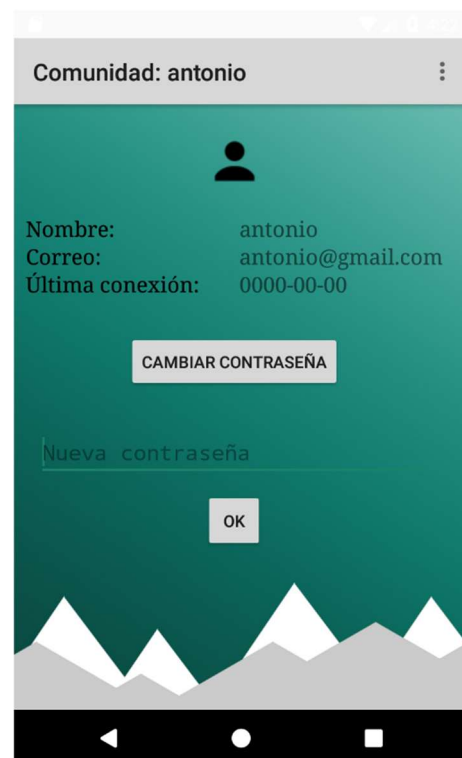 Comunidad: antonio
Nombre: antonio
Correo: antonio@gmail.com
Última conexión: 0000-00-00
CAMBIAR CONTRASEÑA
Nueva contraseña
OK